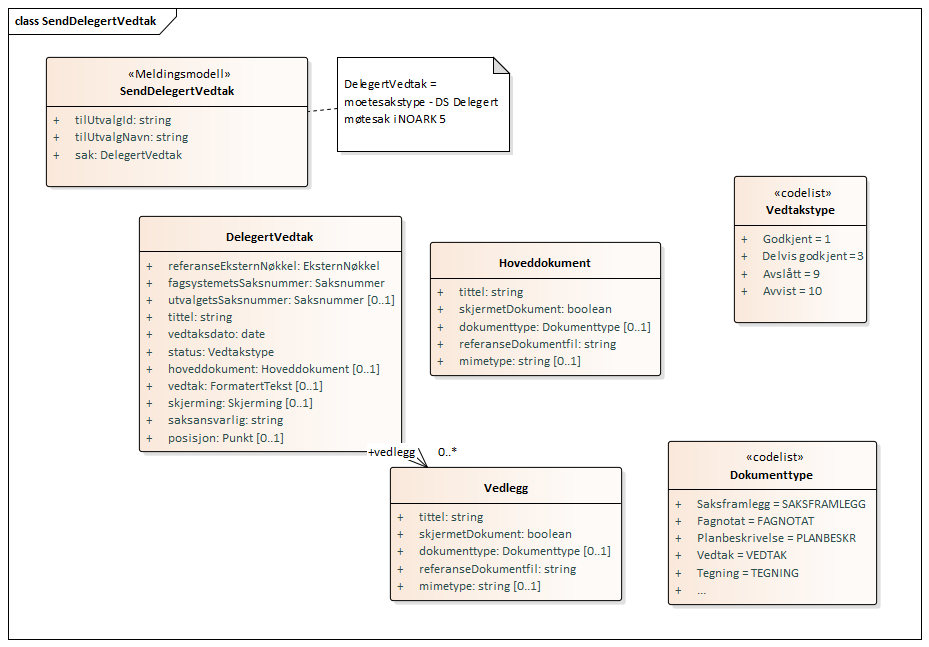 class SendDelegertVedtak
«Meldingsmodell»
SendDelegertVedtak
+ tilUtvalgId: string
+ tilUtvalgNavn: string
+ sak: DelegertVedtak
DelegertVedtak =
moetesakstype - DS Delegert
møtesak i NOARK 5
«codelist»
Vedtakstype
+ Godkjent = 1
+ Delvis godkjent = 3
+ Avslått = 9
+ Avvist = 10
DelegertVedtak
+ referanseEksternNøkkel: EksternNøkkel
+ fagsystemetsSaksnummer: Saksnummer
+ utvalgetsSaksnummer: Saksnummer [0..1]
+ tittel: string
+ vedtaksdato: date
+ status: Vedtakstype
+ hoveddokument: Hoveddokument [0..1]
+ vedtak: FormatertTekst [0..1]
+ skjerming: Skjerming [0..1]
+ saksansvarlig: string
+ posisjon: Punkt [0..1]
Hoveddokument
+ tittel: string
+ skjermetDokument: boolean
+ dokumenttype: Dokumenttype [0..1]
+ referanseDokumentfil: string
+ mimetype: string [0..1]
+vedlegg 0..*
Vedlegg
+ tittel: string
+ skjermetDokument: boolean
+ dokumenttype: Dokumenttype [0..1]
+ referanseDokumentfil: string
+ mimetype: string [0..1]
«codelist»
Dokumenttype
+ Saksframlegg = SAKSFRAMLEGG
+ Fagnotat = FAGNOTAT
+ Planbeskrivelse = PLANBESKR
+ Vedtak = VEDTAK
+ Tegning = TEGNING
+ ...